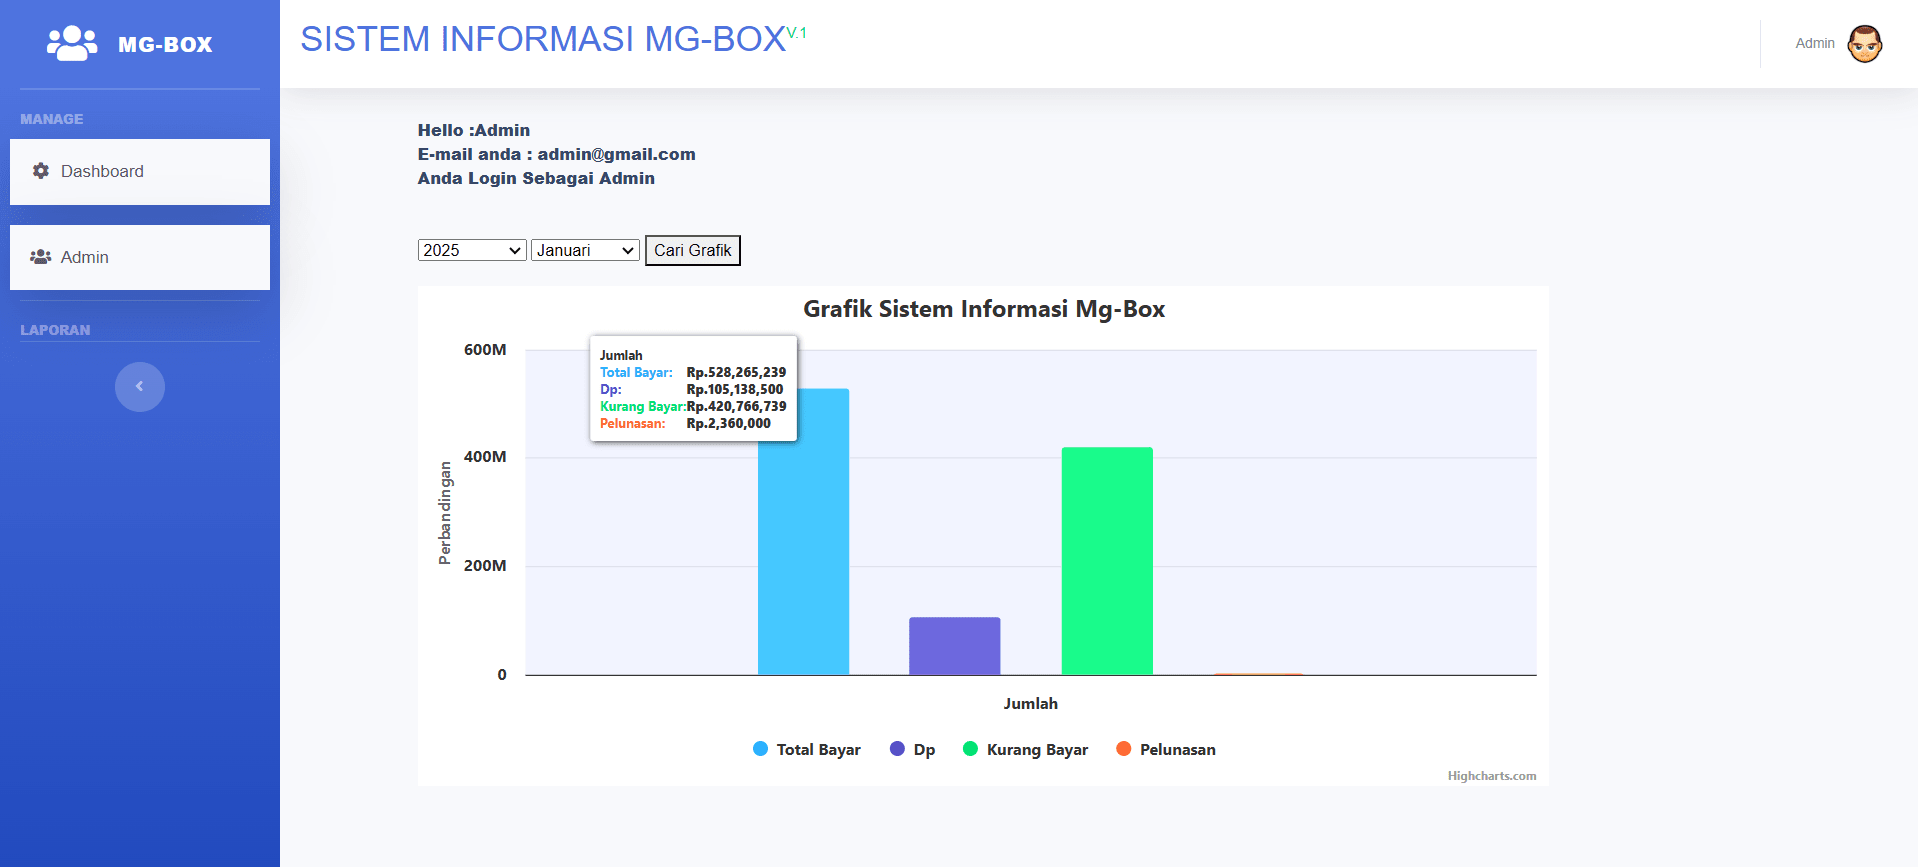 MG-BOX
SISTEM INFORMASI MG-BOX V.1
Admin
MANAGE
Dashboard
Admin
LAPORAN
Hello :Admin
E-mail anda : admin@gmail.com
Anda Login Sebagai Admin
2025 Januari Cari Grafik
Grafik Sistem Informasi Mg-Box
Jumlah
Total Bayar: Rp.528,265,239
Dp: Rp.105,138,500
Kurang Bayar:Rp.420,766,739
Pelunasan: Rp.2,360,000
Perbandingan
600M
400M
200M
0
Jumlah
Total Bayar Dp Kurang Bayar Pelunasan
Highcharts.com